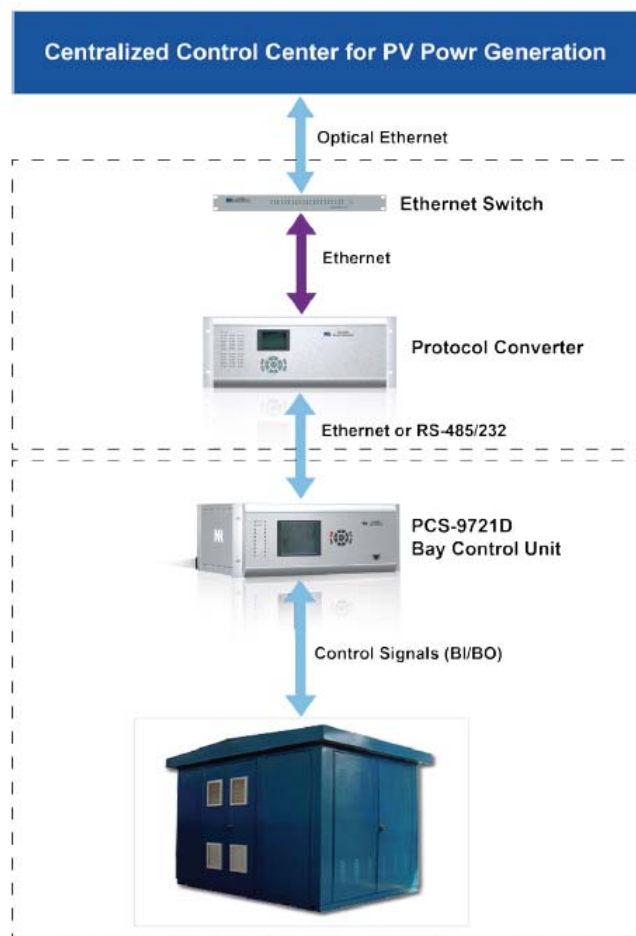 Centralized Control Center for PV Powr Generation
Optical Ethernet
Ethernet Switch
Ethernet
Protocol Converter
Ethernet or RS-485/232
PCS-9721D
Bay Control Unit
Control Signals (BI/BO)